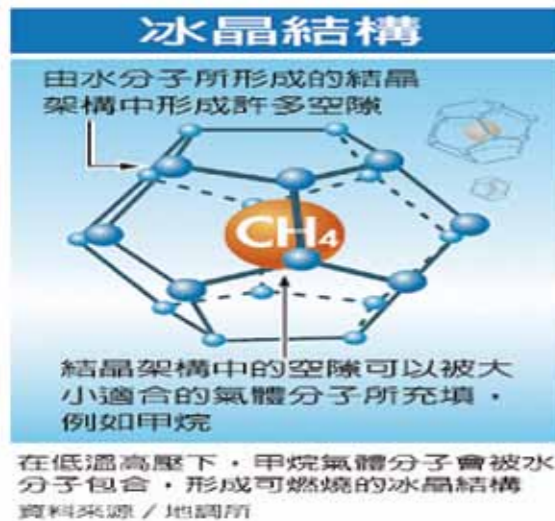 冰晶結構
由水分子所形成的結晶
架構中形成許多空隙
CH4
結晶架構中的空隙可以被大
小適合的氣體分子所充填，
例如甲烷
在低溫高壓下，甲烷氣體分子會被水
分子包合，形成可燃燒的冰晶結構
資料來源／地調所